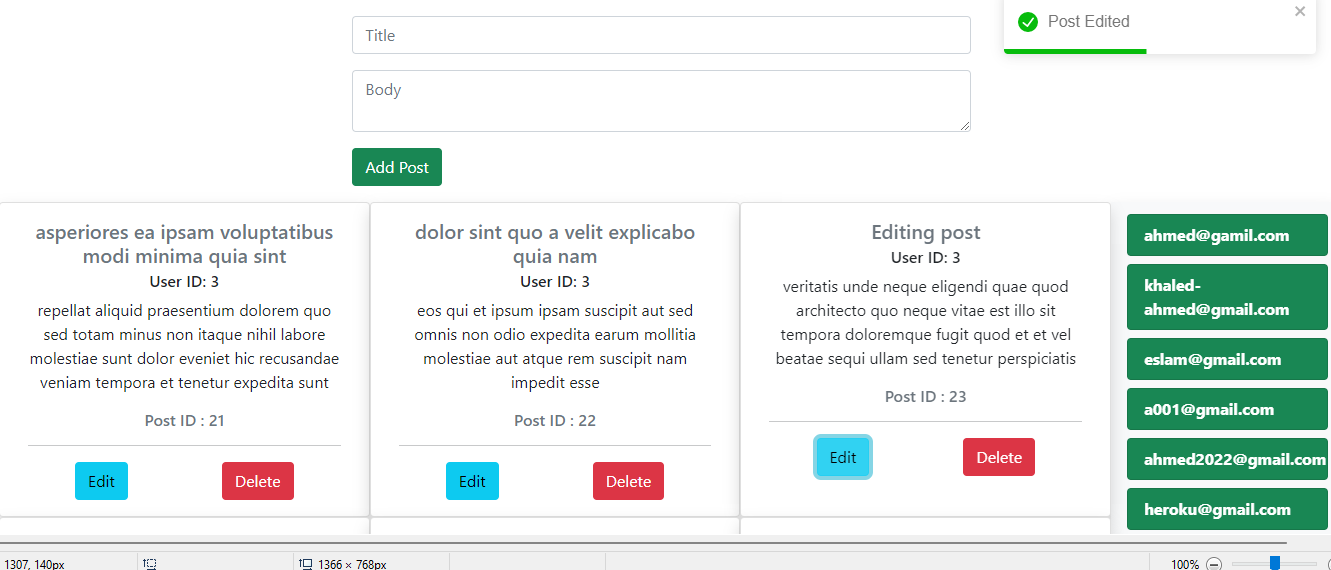 Title
Post Edited
Body
Add Post
asperiores ea ipsam voluptatibus
modi minima quia sint
User ID: 3
repellat aliquid praesentium dolorem quo
sed totam minus non itaque nihil labore
molestiae sunt dolor eveniet hic recusandae
veniam tempora et tenetur expedita sunt
Post ID : 21
Edit
Delete
dolor sint quo a velit explicabo
quia nam
User ID: 3
eos qui et ipsum ipsam suscipit aut sed
omnis non odio expedita earum mollitia
molestiae aut atque rem suscipit nam
impedit esse
Post ID : 22
Edit
Delete
Editing post
User ID: 3
veritatis unde neque eligendi quae quod
architecto quo neque vitae est illo sit
tempora doloremque fugit quod et et vel
beatae sequi ullam sed tenetur perspiciatis
Post ID : 23
Edit
Delete
ahmed@gamil.com
khaled-
ahmed@gmail.com
eslam@gmail.com
a001@gmail.com
ahmed2022@gmail.com
heroku@gmail.com
1307, 140px
1366 × 768px
100%